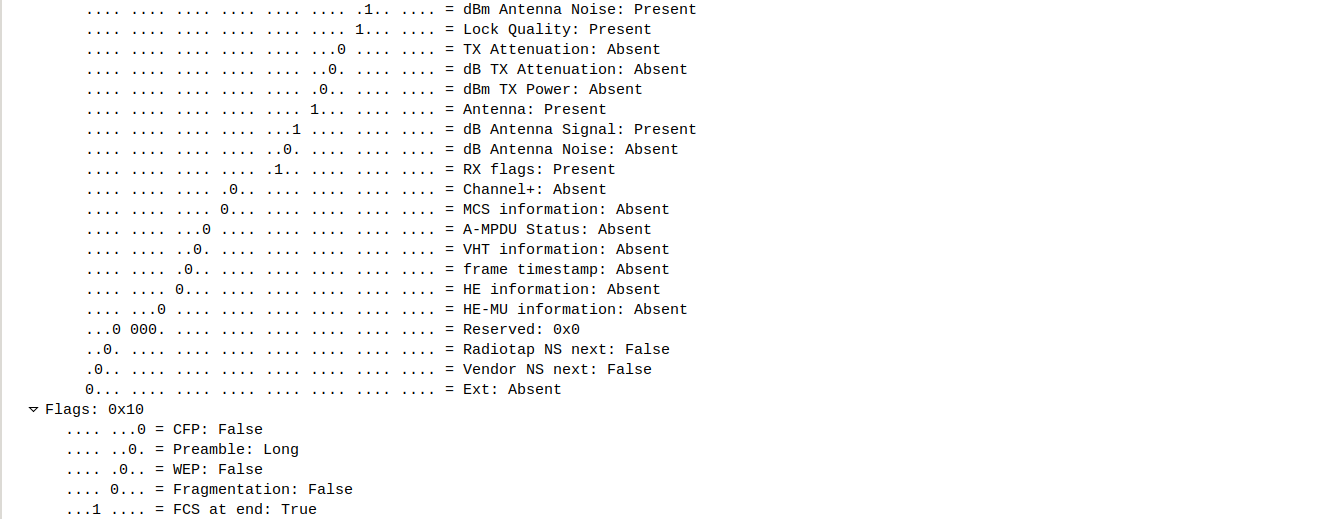 .... .... .... .... .... .... .1.. .... = dBm Antenna Noise: Present
.... .... .... .... .... .... 1... .... = Lock Quality: Present
.... .... .... .... .... ...0 .... .... = TX Attenuation: Absent
.... .... .... .... .... ..0. .... .... = dB TX Attenuation: Absent
.... .... .... .... .... .0.. .... .... = dBm TX Power: Absent
.... .... .... .... .... 1... .... .... = Antenna: Present
.... .... .... .... ...1 .... .... .... = dB Antenna Signal: Present
.... .... .... .... ..0. .... .... .... = dB Antenna Noise: Absent
.... .... .... .... .1.. .... .... .... = RX flags: Present
.... .... .... .0.. .... .... .... .... = Channel+: Absent
.... .... .... 0... .... .... .... .... = MCS information: Absent
.... .... ...0 .... .... .... .... .... = A-MPDU Status: Absent
.... .... ..0. .... .... .... .... .... = VHT information: Absent
.... .... .0.. .... .... .... .... .... = frame timestamp: Absent
.... .... 0... .... .... .... .... .... = HE information: Absent
.... ...0 .... .... .... .... .... .... = HE-MU information: Absent
...0 000. .... .... .... .... .... .... = Reserved: 0x0
..0. .... .... .... .... .... .... .... = Radiotap NS next: False
.0.. .... .... .... .... .... .... .... = Vendor NS next: False
0... .... .... .... .... .... .... .... = Ext: Absent
Flags: 0x10
.... ...0 = CFP: False
.... ..0. = Preamble: Long
.... .0.. = WEP: False
.... 0... = Fragmentation: False
...1 .... = FCS at end: True